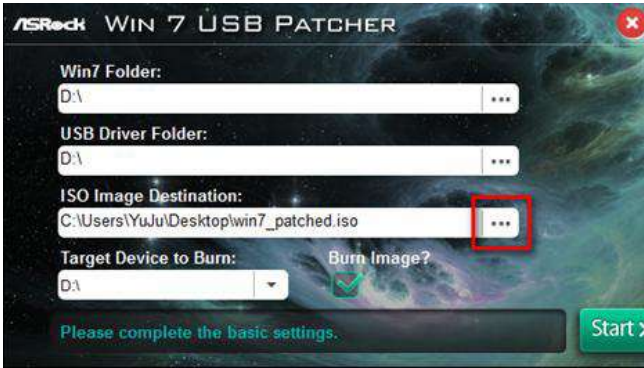 ASRock WIN 7 USB PATCHER
Win7 Folder:
D:\
USB Driver Folder:
D:\
ISO Image Destination:
C:\Users\YuJu\Desktop\win7_patched.iso
Target Device to Burn: Burn Image?
D:\
Please complete the basic settings.
Start